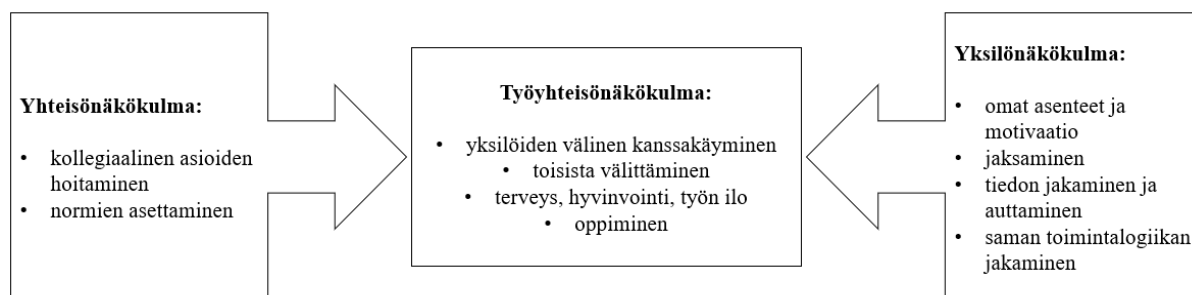 Yhteisönäkökulma:
• kollegiaalinen asioiden
hoitaminen
• normien asettaminen
Työyhteisönäkökulma:
• yksilöiden välinen kanssakäyminen
• toisista välittäminen
• terveys, hyvinvointi, työn ilo
• oppiminen
Yksilönäkökulma:
• omat asenteet ja
motivaatio
• jaksaminen
• tiedon jakaminen ja
auttaminen
• saman toimintalogiikan
jakaminen